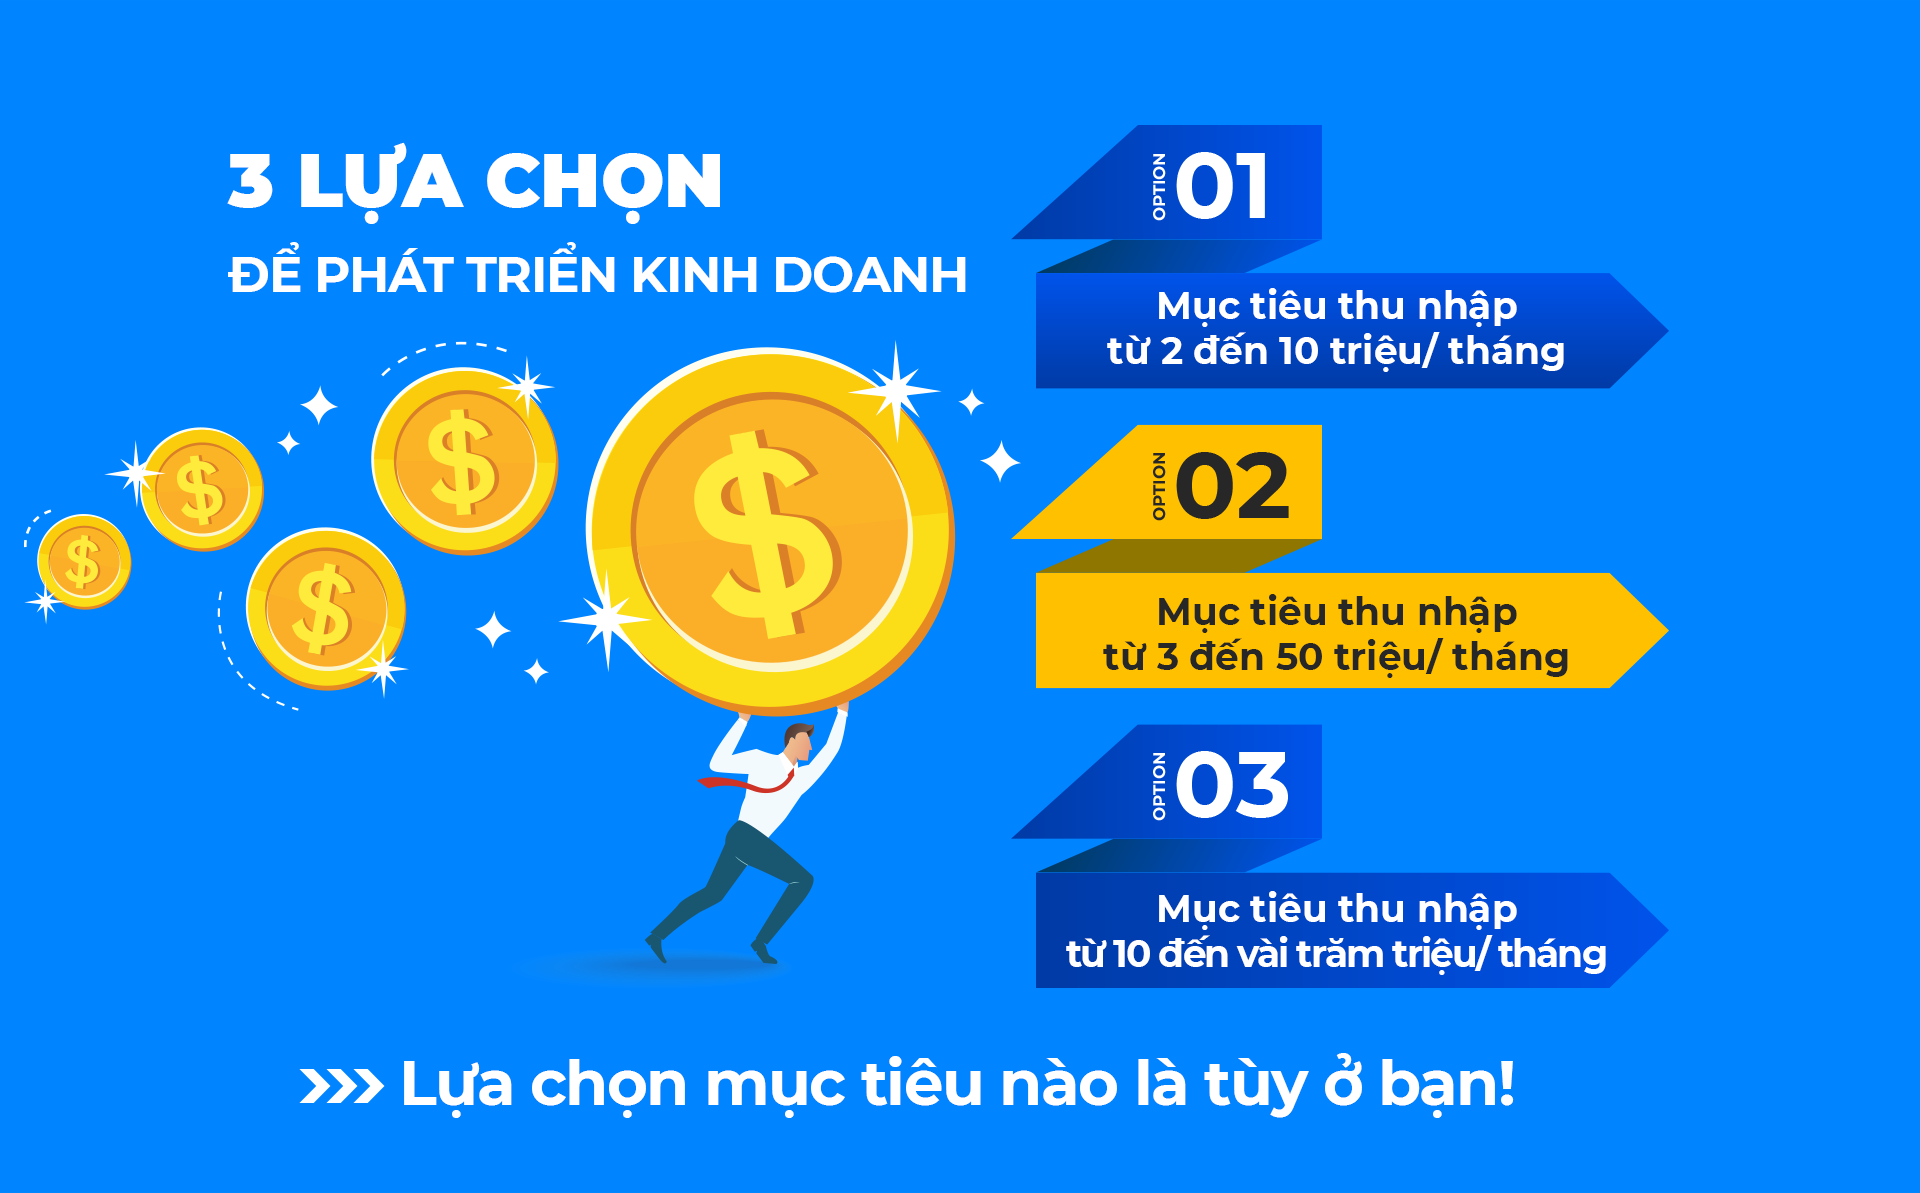 3 LỰA CHỌN
ĐỂ PHÁT TRIỂN KINH DOANH
OPTION 01
Mục tiêu thu nhập
từ 2 đến 10 triệu/ tháng
OPTION 02
Mục tiêu thu nhập
từ 3 đến 50 triệu/ tháng
OPTION 03
Mục tiêu thu nhập
từ 10 đến vài trăm triệu/ tháng
Lựa chọn mục tiêu nào là tùy ở bạn!
$
$
$
$
$